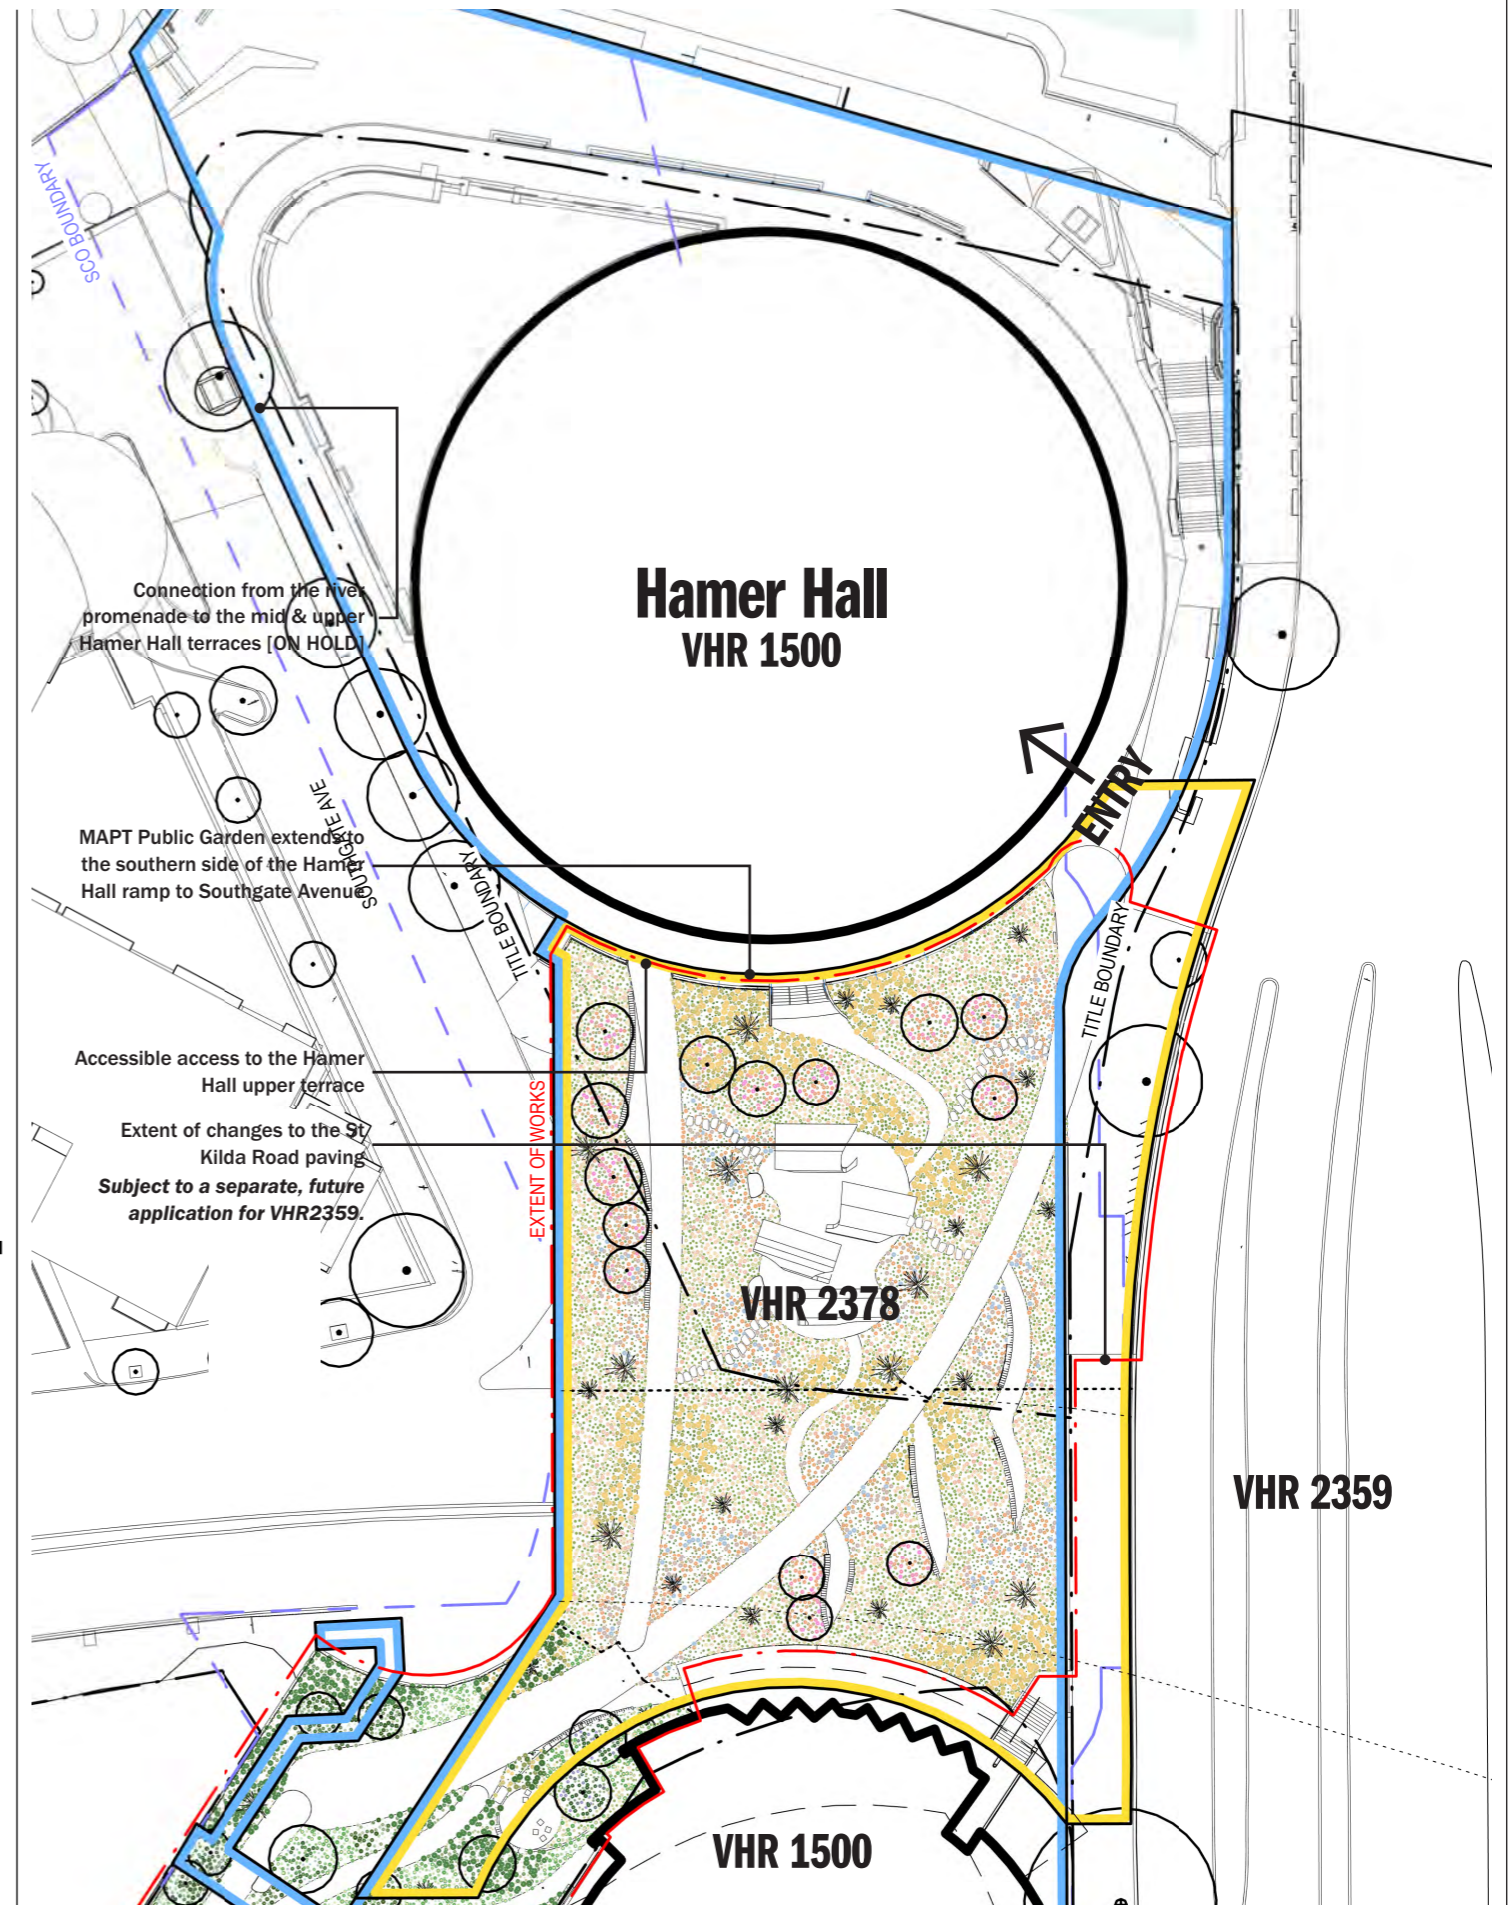 SCO BOUNDARY
Hamer Hall
VHR 1500
Connection from the river
promenade to the mid & upper
Hamer Hall terraces [ON HOLD]
ENTRY
SOUTHGATE AVE
MAPT Public Garden extends to
the southern side of the Hamer
Hall ramp to Southgate Avenue
TITLE BOUNDARY
TITLE BOUNDARY
Accessible access to the Hamer
Hall upper terrace
EXTENT OF WORKS
Extent of changes to the St
Kilda Road paving
Subject to a separate, future
application for VHR2359.
VHR 2378
VHR 2359
VHR 1500